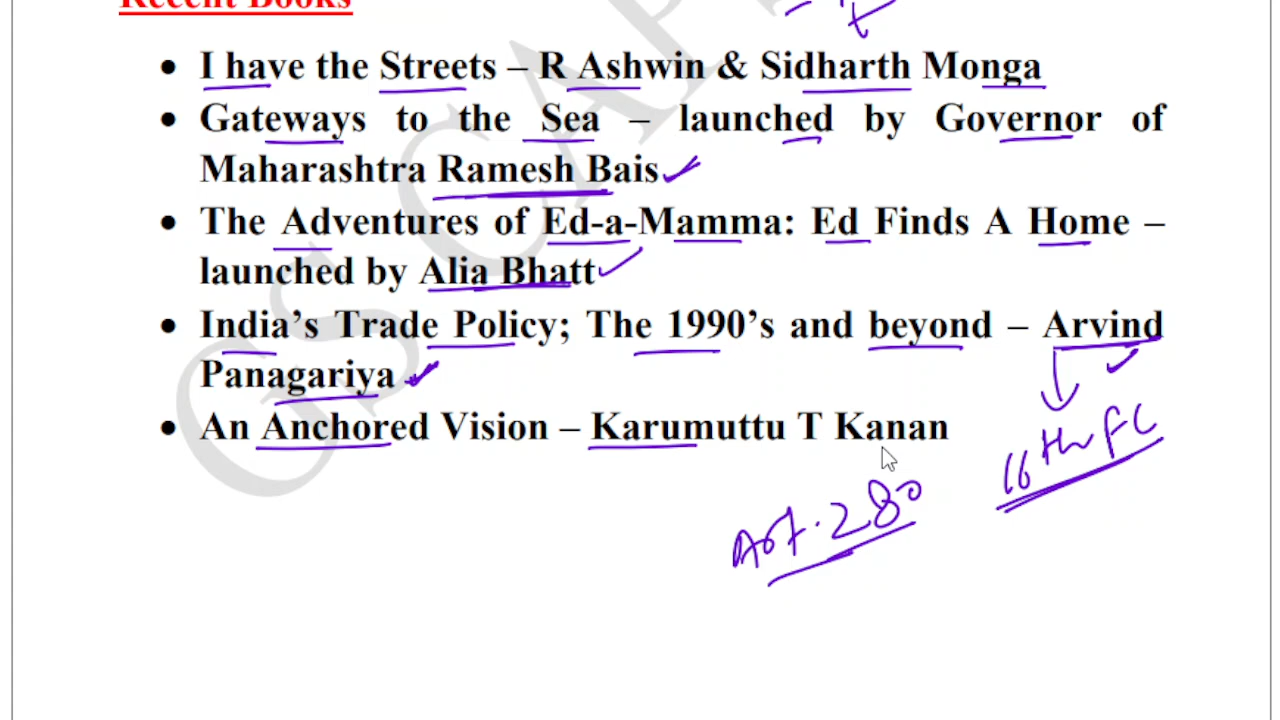 Recent Books
• I have the Streets – R Ashwin & Sidharth Monga
• Gateways to the Sea – launched by Governor of
Maharashtra Ramesh Bais
• The Adventures of Ed-a-Mamma: Ed Finds A Home –
launched by Alia Bhatt
• India's Trade Policy; The 1990's and beyond – Arvind
Panagariya
• An Anchored Vision – Karumuttu T Kanan
16th FC
Art. 280